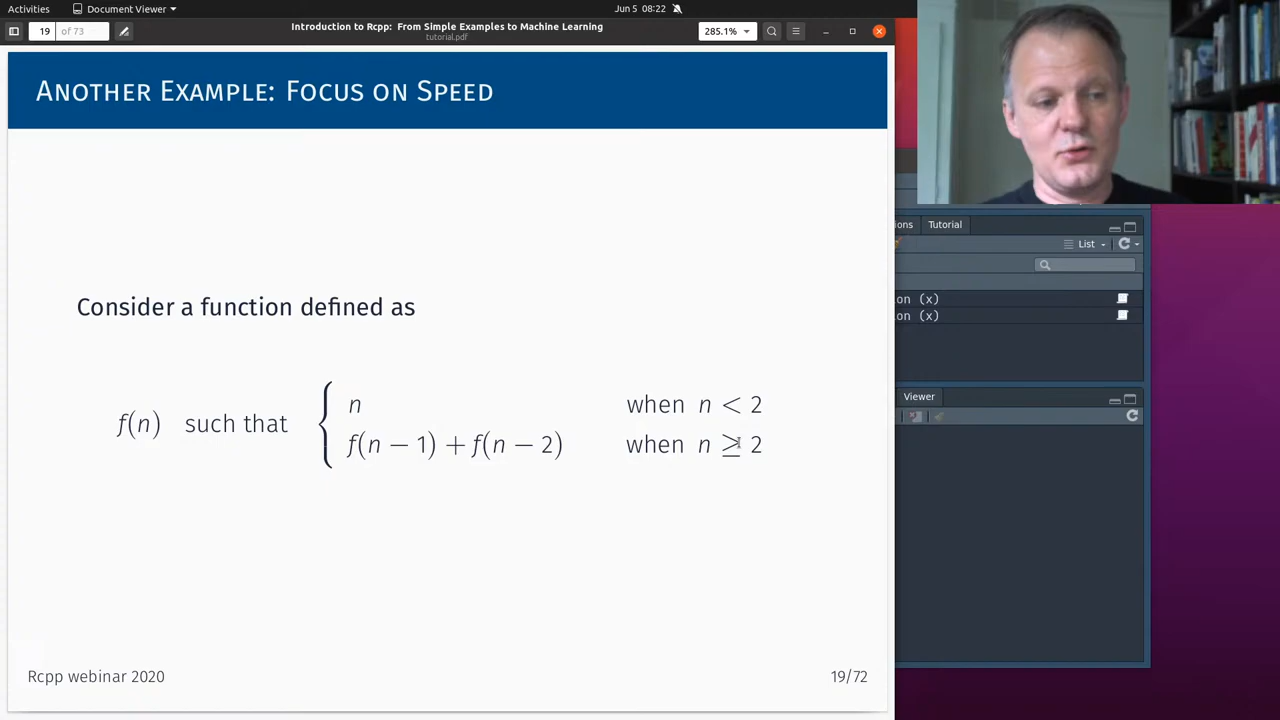 Activities
Document Viewer
Jun 5 08:22
19 of 73
Introduction to Rcpp: From Simple Examples to Machine Learning
tutorial.pdf
285.1%
ANOTHER EXAMPLE: FOCUS ON SPEED
Consider a function defined as
f(n) such that { n when n < 2
f(n − 1) + f(n − 2) when n ≥ 2
Rcpp webinar 2020
19/72
ons Tutorial
List
on (x)
on (x)
Viewer